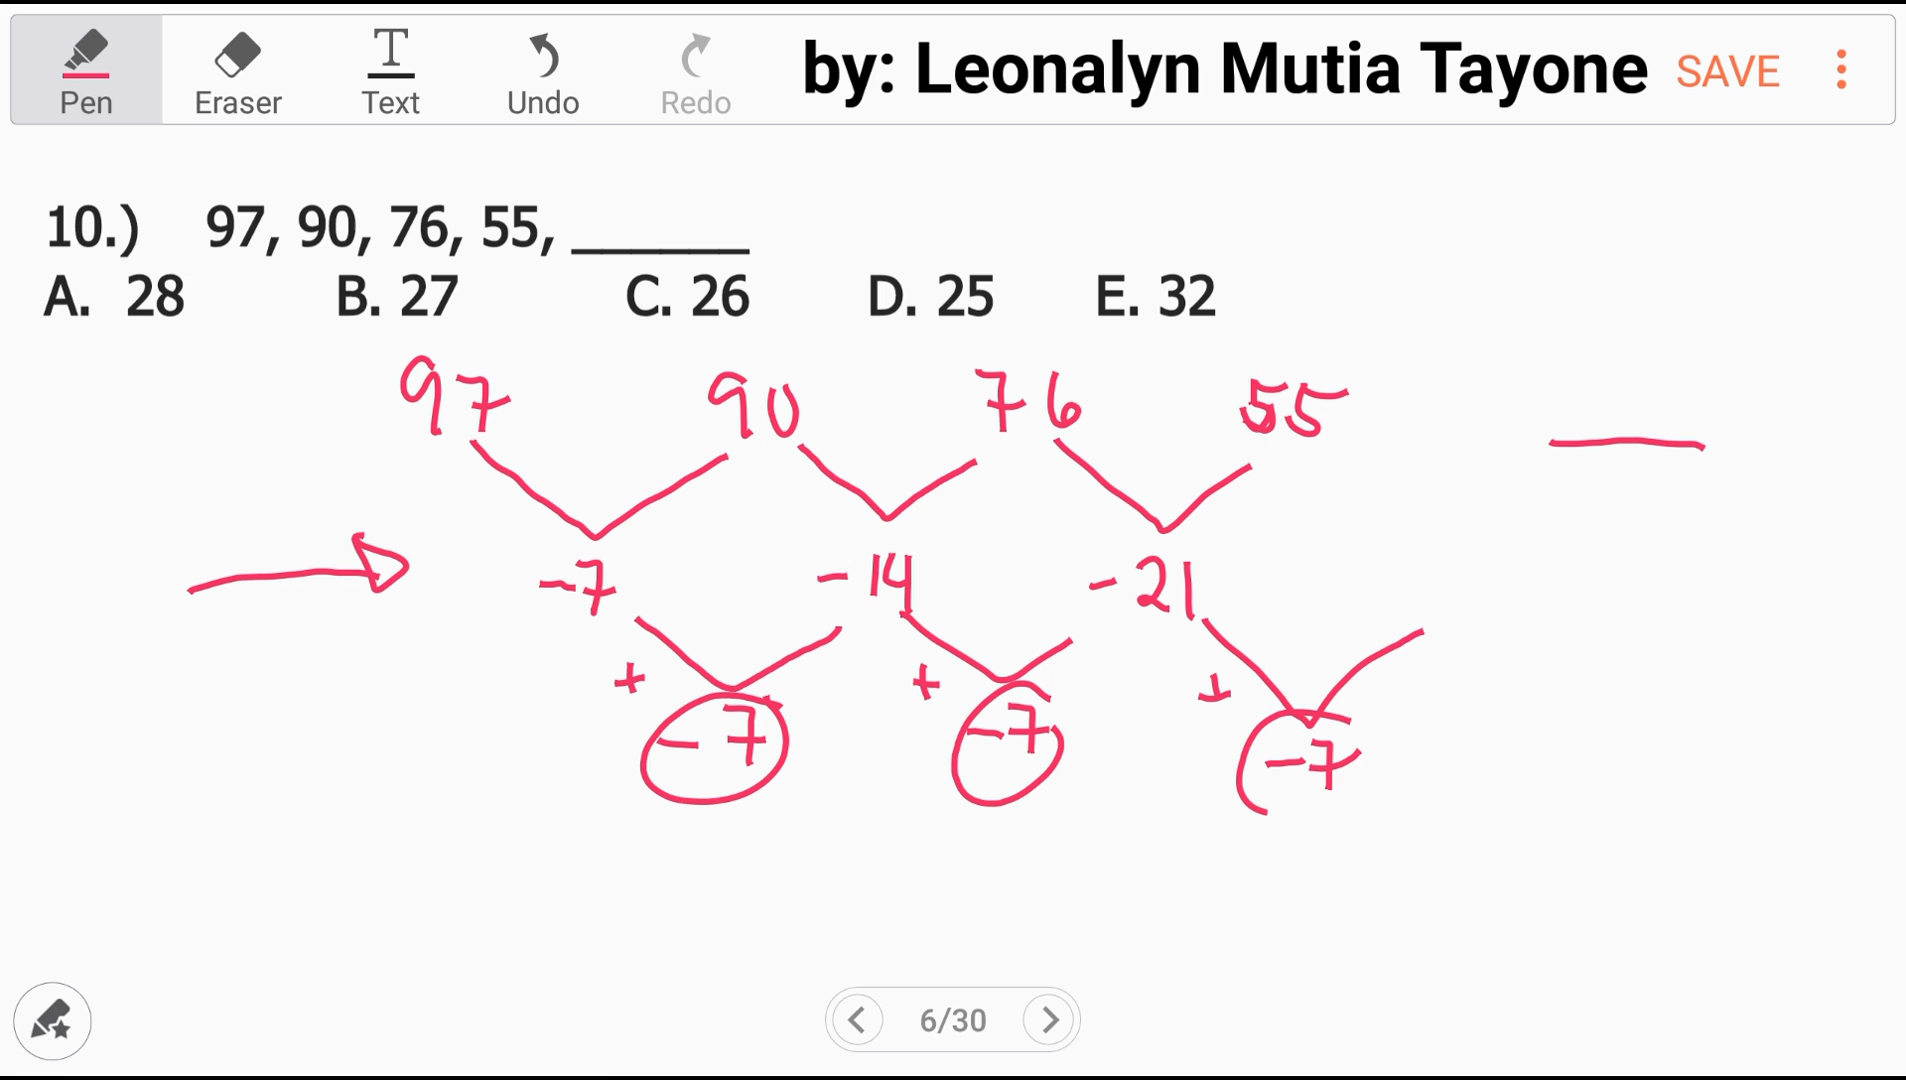 Pen Eraser Text Undo Redo by: Leonalyn Mutia Tayone SAVE
10.) 97, 90, 76, 55, ______
A. 28 B. 27 C. 26 D. 25 E. 32
97 90 76 55 ___
-7 -14 -21
+ + +
-7 -7 -7
6/30